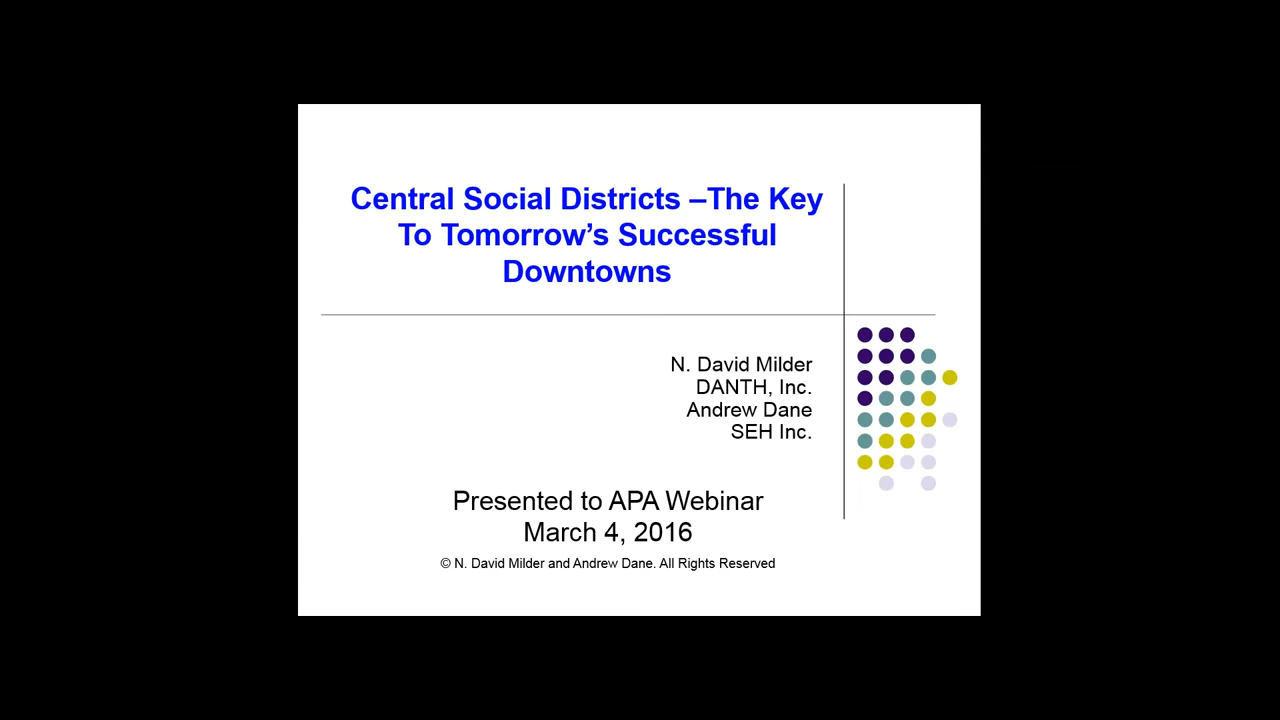 Central Social Districts –The Key
To Tomorrow’s Successful
Downtowns
N. David Milder
DANTH, Inc.
Andrew Dane
SEH Inc.
Presented to APA Webinar
March 4, 2016
© N. David Milder and Andrew Dane. All Rights Reserved